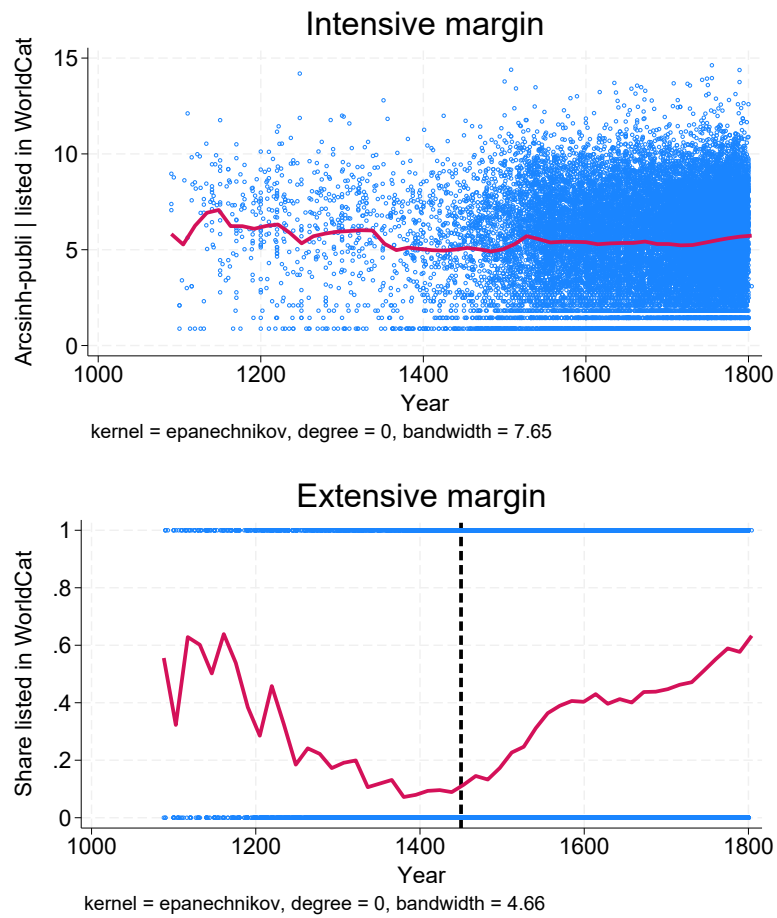 Intensive margin
Arcsinh-publi | listed in WorldCat
15
10
5
0
1000 1200 1400 1600 1800
Year
kernel = epanechnikov, degree = 0, bandwidth = 7.65
Extensive margin
Share listed in WorldCat
1
.8
.6
.4
.2
0
1000 1200 1400 1600 1800
Year
kernel = epanechnikov, degree = 0, bandwidth = 4.66